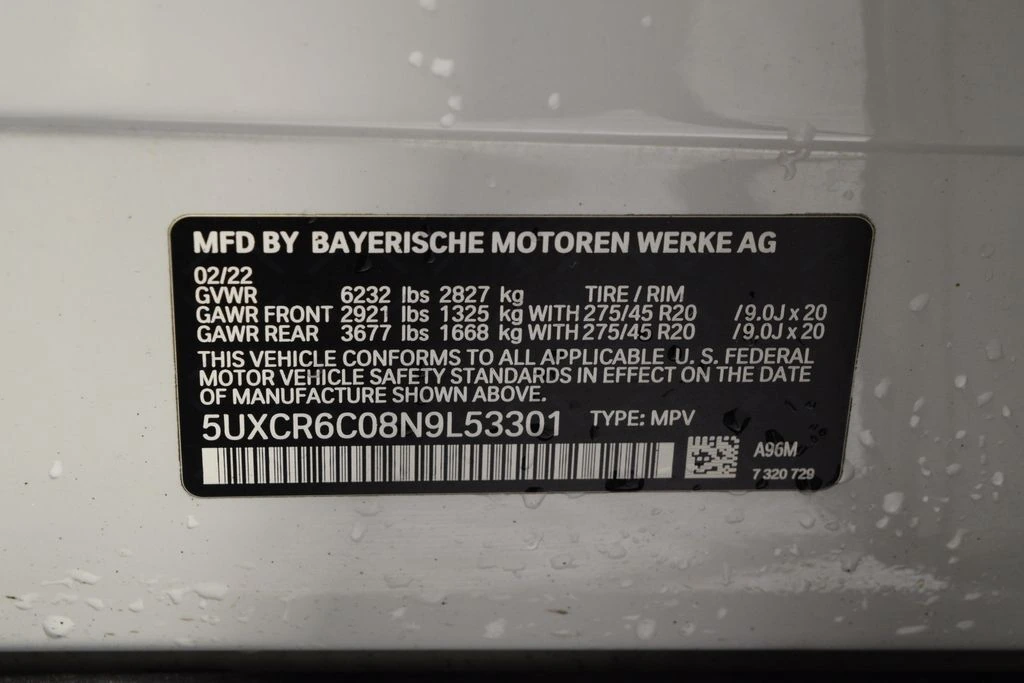 MFD BY BAYERISCHE MOTOREN WERKE AG
02/22
GVWR 6232 lbs 2827 kg TIRE / RIM
GAWR FRONT 2921 lbs 1325 kg WITH 275/45 R20 /9.0J x 20
GAWR REAR 3677 lbs 1668 kg WITH 275/45 R20 /9.0J x 20
THIS VEHICLE CONFORMS TO ALL APPLICABLE U. S. FEDERAL
MOTOR VEHICLE SAFETY STANDARDS IN EFFECT ON THE DATE
OF MANUFACTURE SHOWN ABOVE.
5UXCR6C08N9L53301 TYPE: MPV
A96M
7 320 729